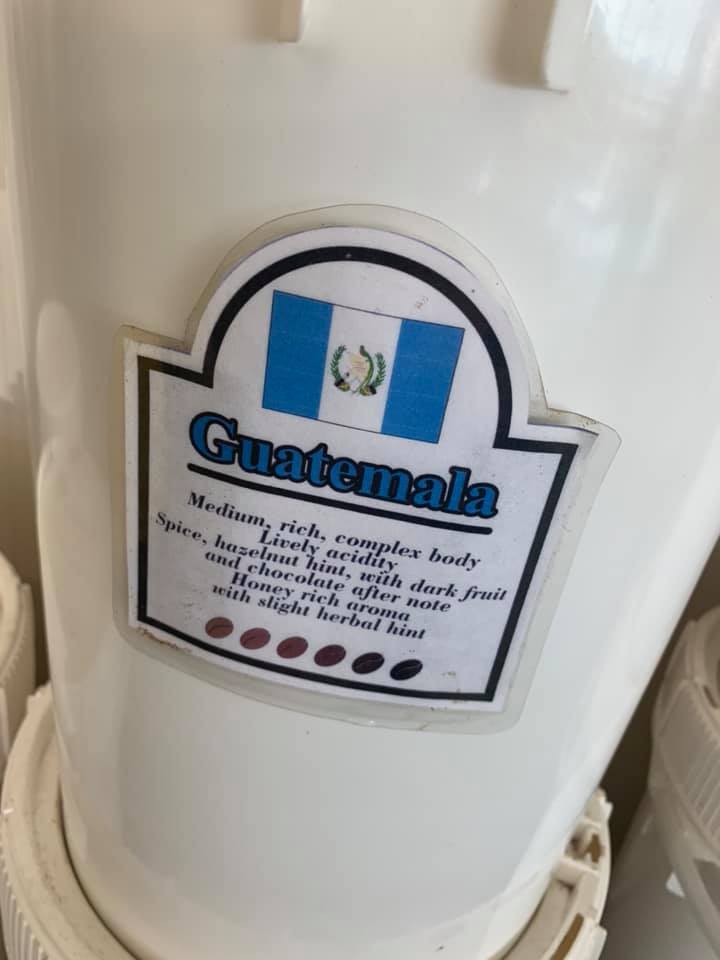 Guatemala
Medium, rich, complex body
Lively acidity
Spice, hazelnut hint, with dark fruit
and chocolate after note
Honey rich aroma
with slight herbal hint